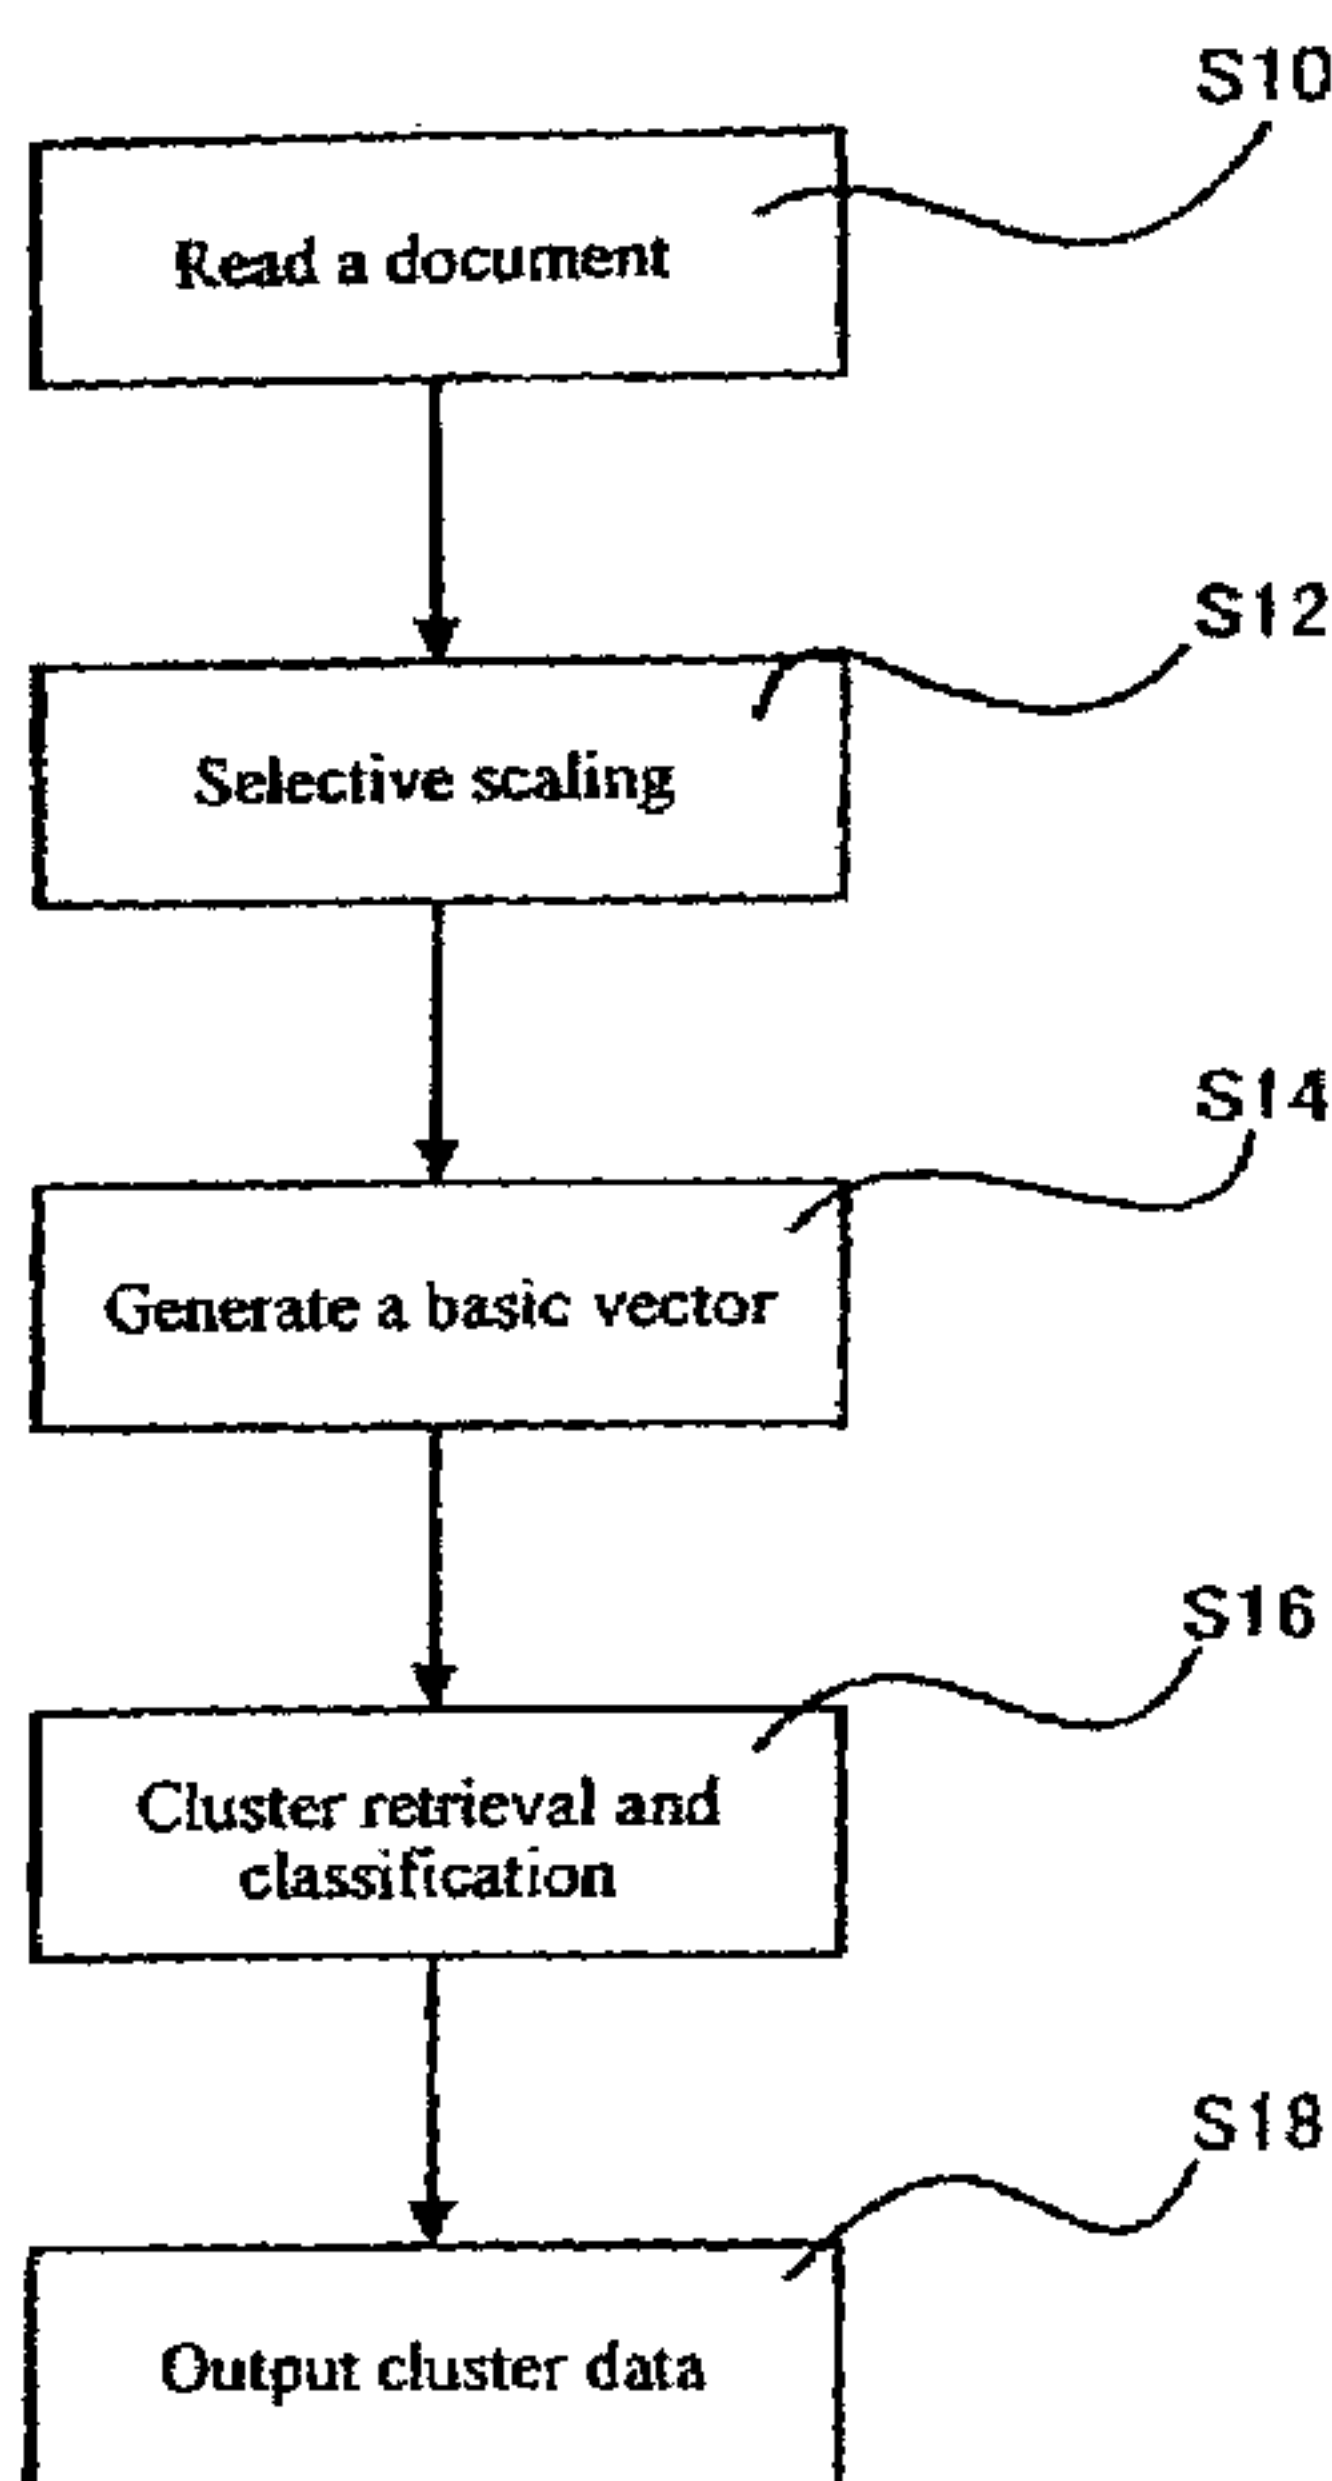 S10
Read a document
S12
Selective scaling
S14
Generate a basic vector
S16
Cluster retrieval and
classification
S18
Output cluster data